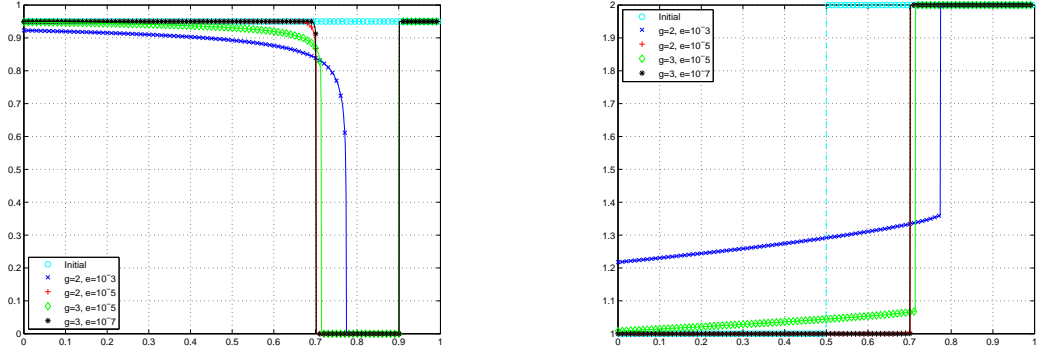 1
0.9
0.8
0.7
0.6
0.5
0.4
0.3
0.2
0.1
0
Initial
g=2, e=10^-3
g=2, e=10^-5
g=3, e=10^-5
g=3, e=10^-7
0 0.1 0.2 0.3 0.4 0.5 0.6 0.7 0.8 0.9 1
2
1.9
1.8
1.7
1.6
1.5
1.4
1.3
1.2
1.1
1
Initial
g=2, e=10^-3
g=2, e=10^-5
g=3, e=10^-5
g=3, e=10^-7
0 0.1 0.2 0.3 0.4 0.5 0.6 0.7 0.8 0.9 1